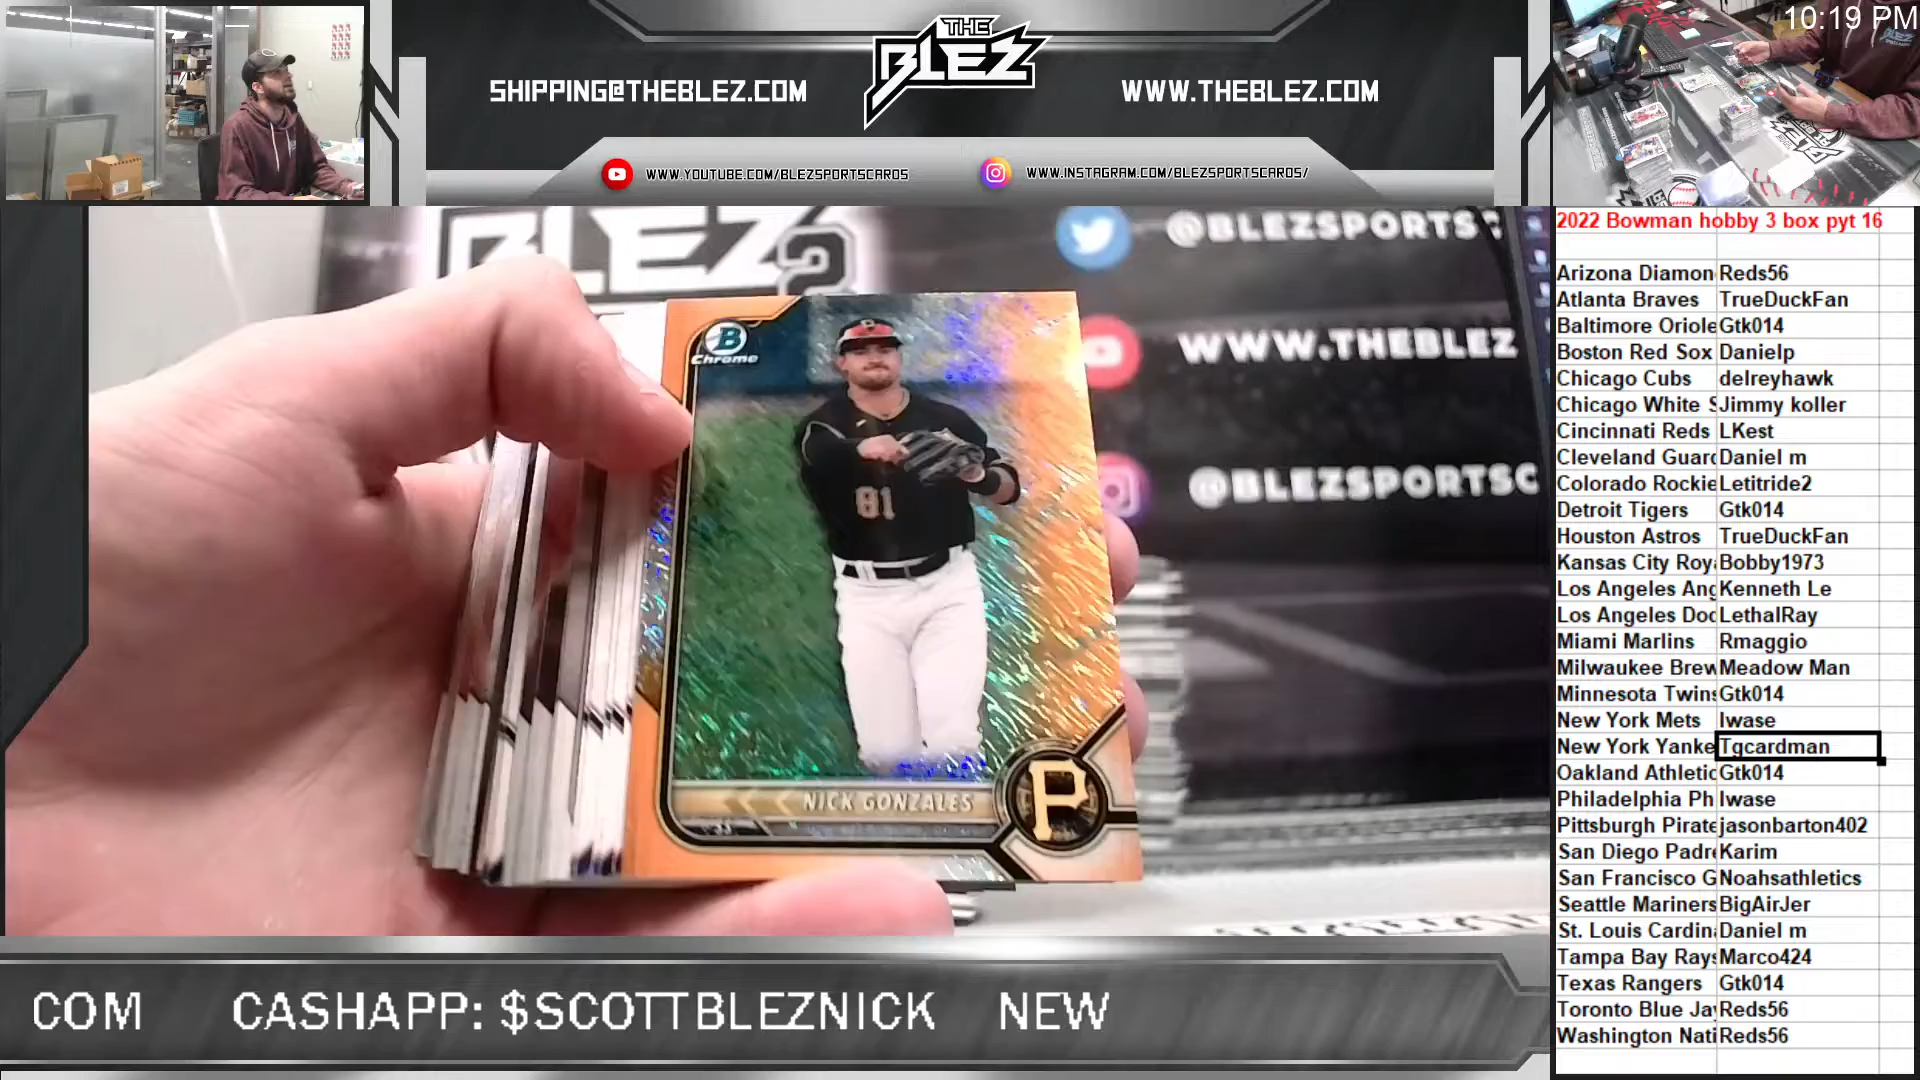 10:19 PM
THE
BLEZ
SHIPPING@THEBLEZ.COM
WWW.THEBLEZ.COM
WWW.YOUTUBE.COM/BLEZSPORTSCARDS
WWW.INSTAGRAM.COM/BLEZSPORTSCARDS/
BLEZ
@BLEZSPORTSC
WWW.THEBLEZ
@BLEZSPORTSC
B
Chrome
81
NICK GONZALES
P
2022 Bowman hobby 3 box pyt 16
Arizona Diamon Reds56
Atlanta Braves TrueDuckFan
Baltimore Oriole Gtk014
Boston Red Sox Danielp
Chicago Cubs delreyhawk
Chicago White S Jimmy koller
Cincinnati Reds LKest
Cleveland Guard Daniel m
Colorado Rockie Letitride2
Detroit Tigers Gtk014
Houston Astros TrueDuckFan
Kansas City Roya Bobby1973
Los Angeles Ang Kenneth Le
Los Angeles Dod LethalRay
Miami Marlins Rmaggio
Milwaukee Brew Meadow Man
Minnesota Twins Gtk014
New York Mets Iwase
New York Yanke Tgcardman
Oakland Athletic Gtk014
Philadelphia Ph Iwase
Pittsburgh Pirate jasonbarton402
San Diego Padre Karim
San Francisco G Noahsathletics
Seattle Mariners BigAirJer
St. Louis Cardina Daniel m
Tampa Bay Rays Marco424
Texas Rangers Gtk014
Toronto Blue Jay Reds56
Washington Nati Reds56
COM CASHAPP: $SCOTTBLEZNICK NEW